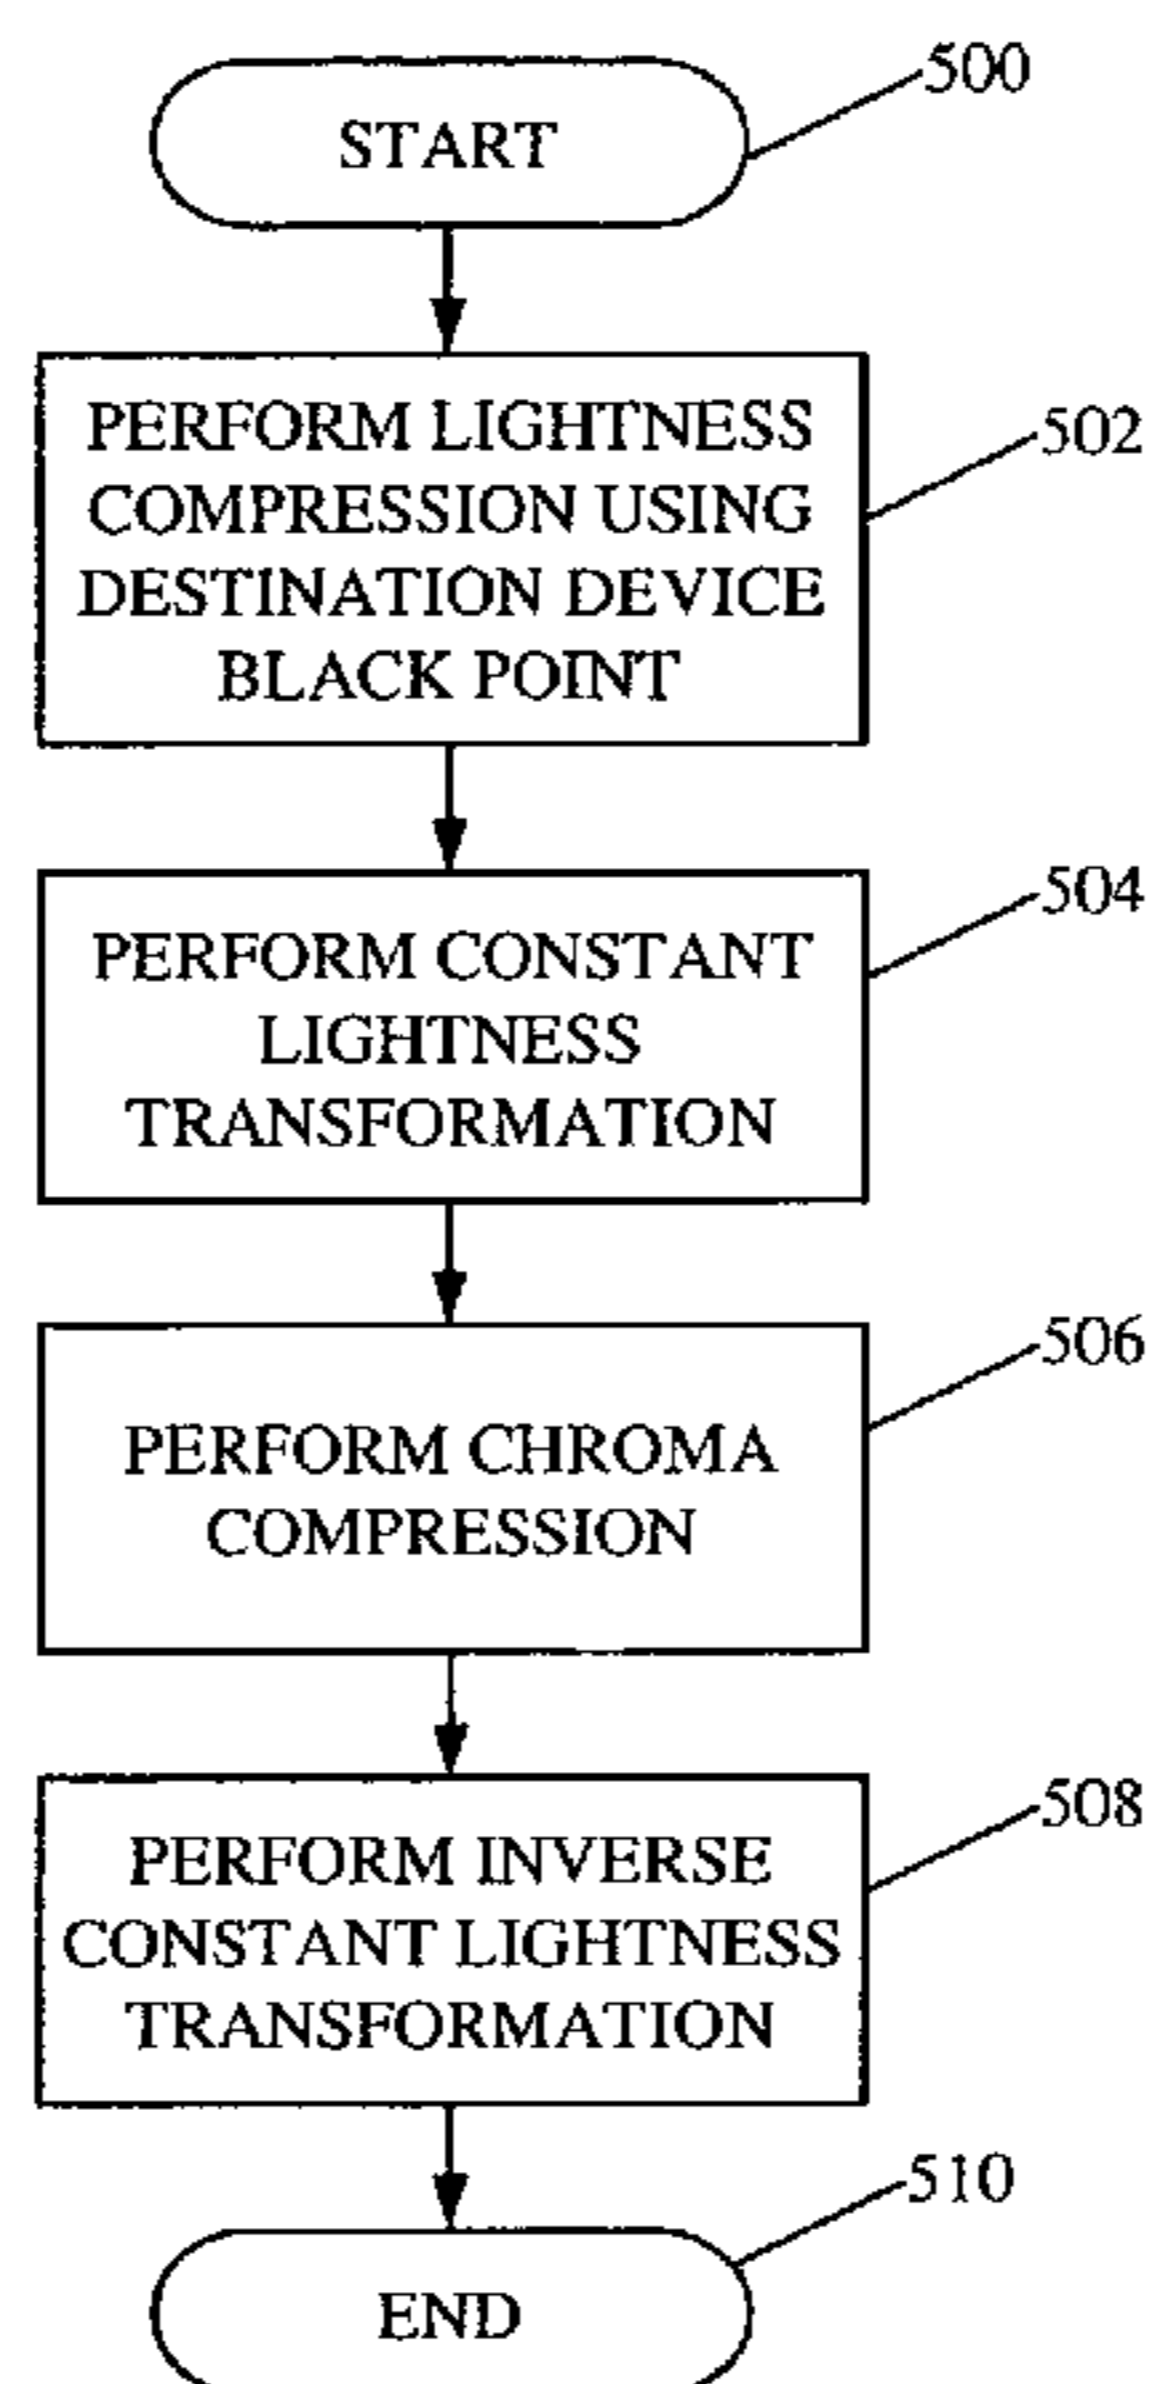 500
START
PERFORM LIGHTNESS
COMPRESSION USING
DESTINATION DEVICE
BLACK POINT
502
PERFORM CONSTANT
LIGHTNESS
TRANSFORMATION
504
PERFORM CHROMA
COMPRESSION
506
PERFORM INVERSE
CONSTANT LIGHTNESS
TRANSFORMATION
508
END
510